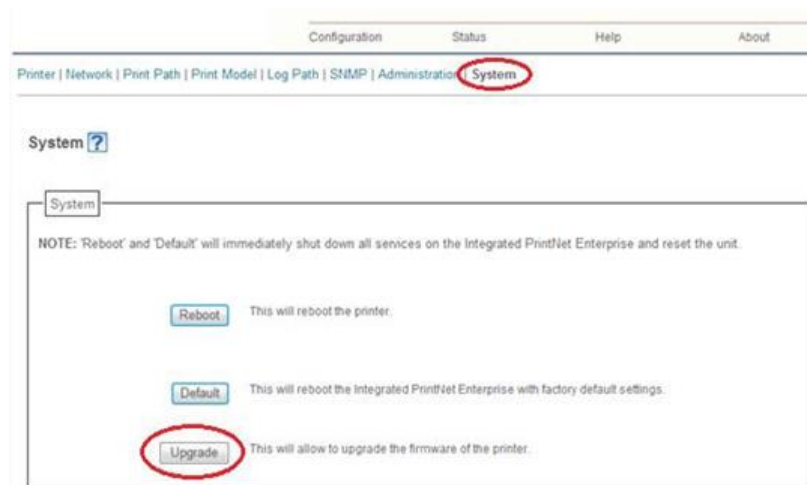 Configuration Status Help About
Printer | Network | Print Path | Print Model | Log Path | SNMP | Administration | System
System ?
System
NOTE: 'Reboot' and 'Default' will immediately shut down all services on the Integrated PrintNet Enterprise and reset the unit.
Reboot This will reboot the printer.
Default This will reboot the Integrated PrintNet Enterprise with factory default settings.
Upgrade This will allow to upgrade the firmware of the printer.